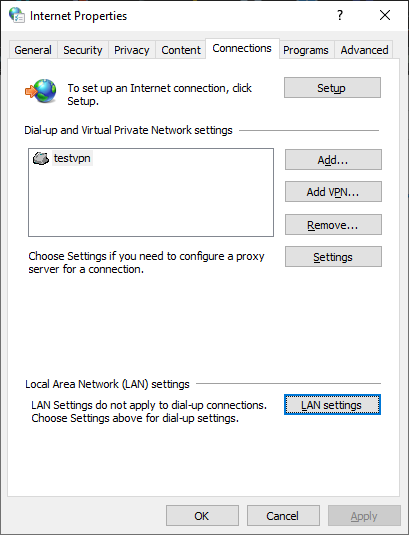 Internet Properties
?
General Security Privacy Content Connections Programs Advanced
To set up an Internet connection, click
Setup.
Setup
Dial-up and Virtual Private Network settings
testvpn
Add...
Add VPN...
Remove...
Choose Settings if you need to configure a proxy
server for a connection.
Settings
Local Area Network (LAN) settings
LAN Settings do not apply to dial-up connections.
Choose Settings above for dial-up settings.
LAN settings
OK Cancel Apply